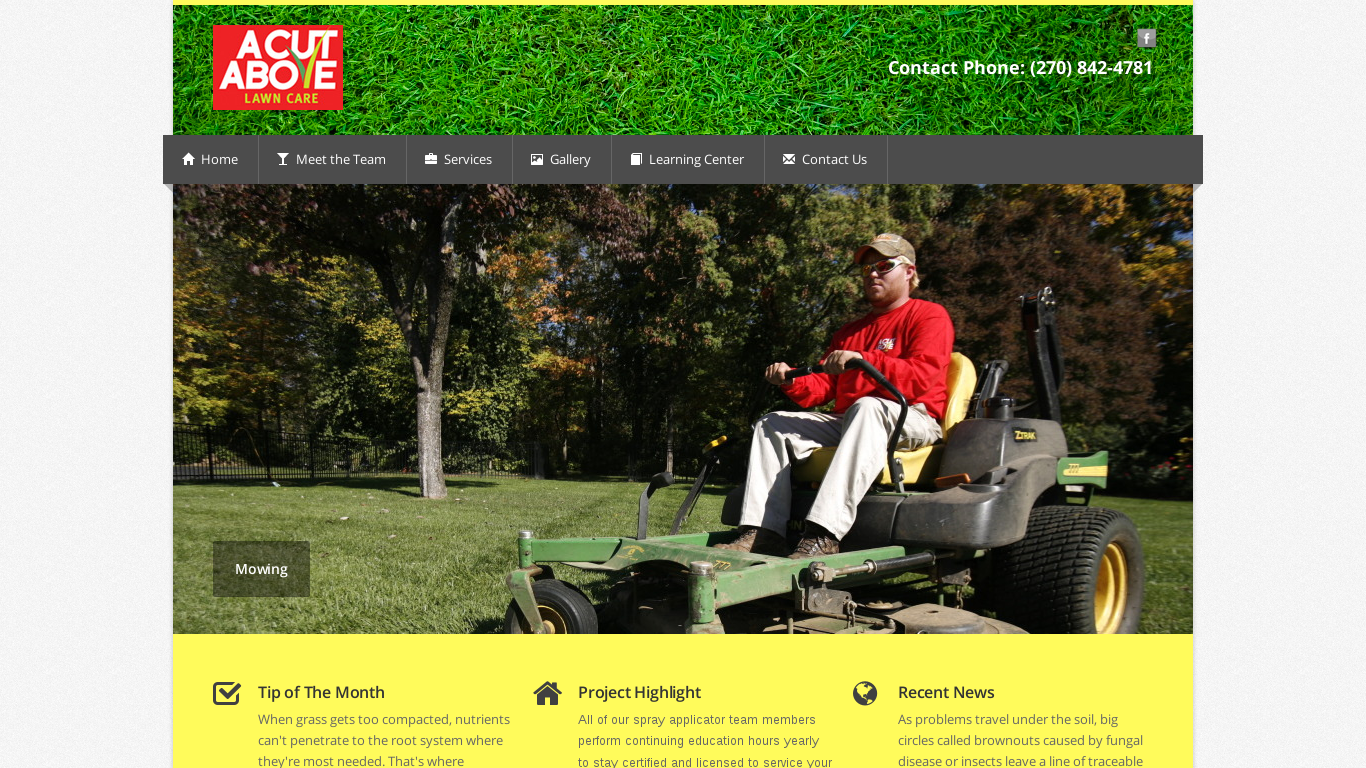 A CUT
ABOVE
LAWN CARE
Contact Phone: (270) 842-4781
Home
Meet the Team
Services
Gallery
Learning Center
Contact Us
ZTRAK
777
Mowing
Tip of The Month
When grass gets too compacted, nutrients
can't penetrate to the root system where
they're most needed. That's where
Project Highlight
All of our spray applicator team members
perform continuing education hours yearly
to stay certified and licensed to service your
Recent News
As problems travel under the soil, big
circles called brownouts caused by fungal
disease or insects leave a line of traceable